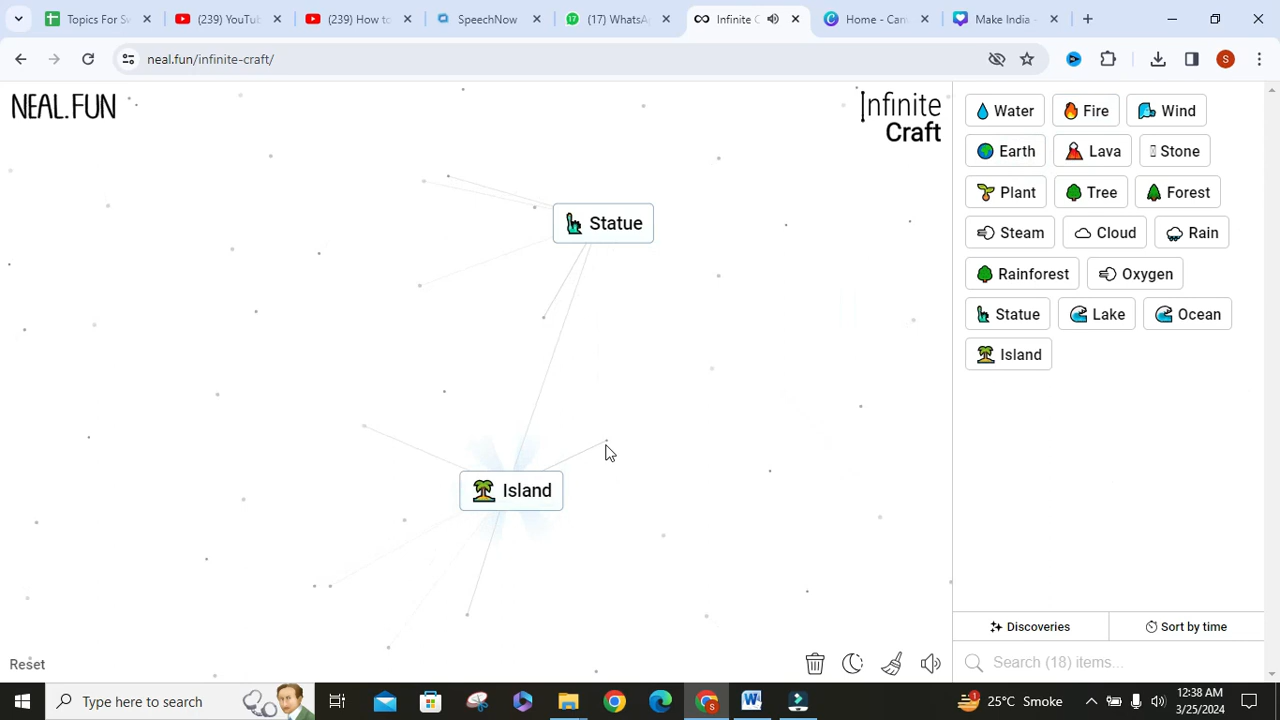 (239) YouT
(239) How to
SpeechNow
(17) WhatsA
Infinite C
Home - Can
Make India -
neal.fun/infinite-craft/
S
NEAL.FUN
Infinite
Craft
Water
Fire
Wind
Earth
Lava
Stone
Plant
Tree
Forest
Steam
Cloud
Rain
Rainforest
Oxygen
Statue
Lake
Ocean
Island
Statue
Island
Discoveries
Sort by time
Reset
Search (18) items...
Type here to search
1
25°C Smoke
12:38 AM
3/25/2024